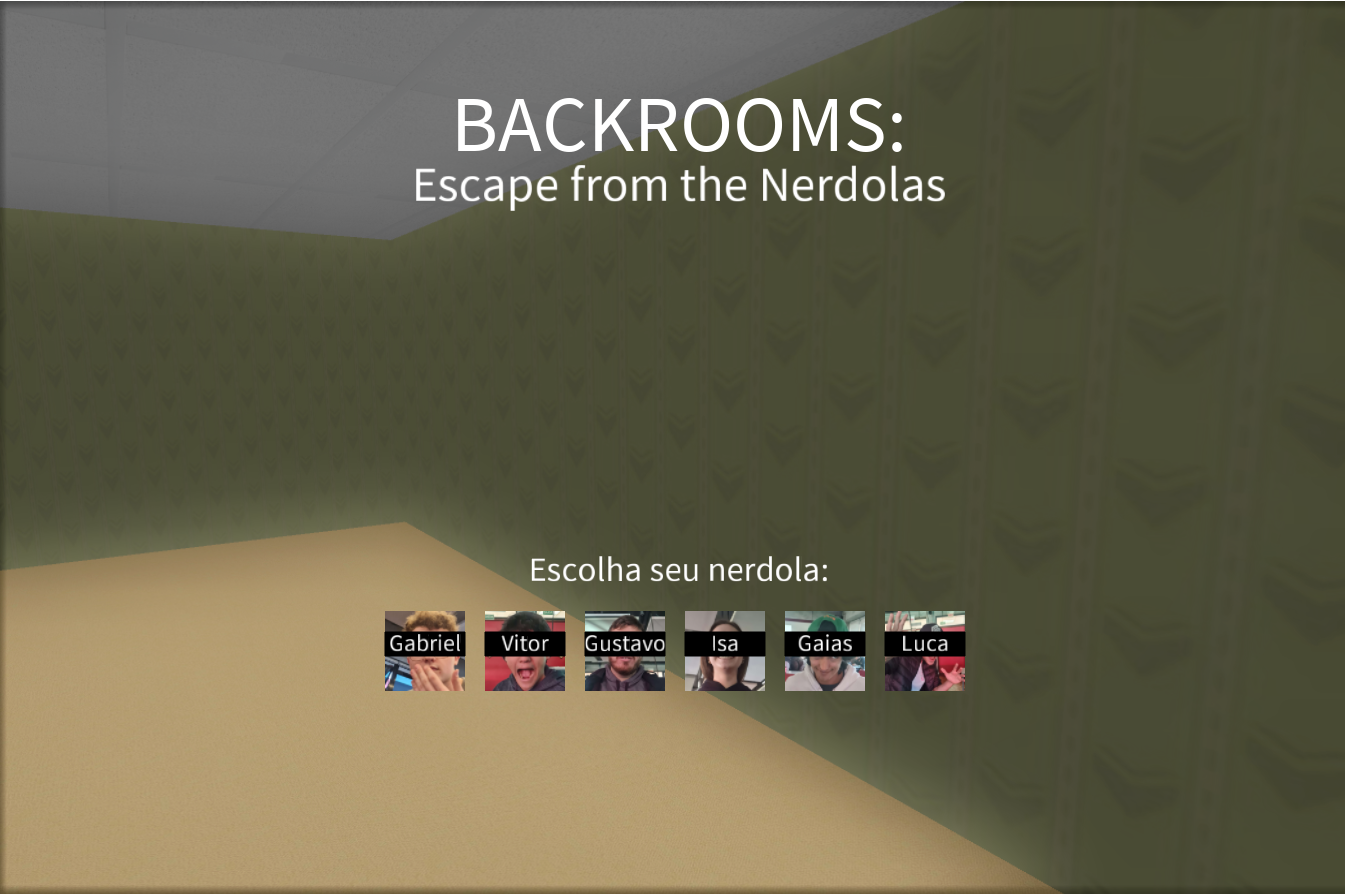 BACKROOMS:
Escape from the Nerdolas
Escolha seu nerdola:
Gabriel Vitor Gustavo Isa Gaias Luca